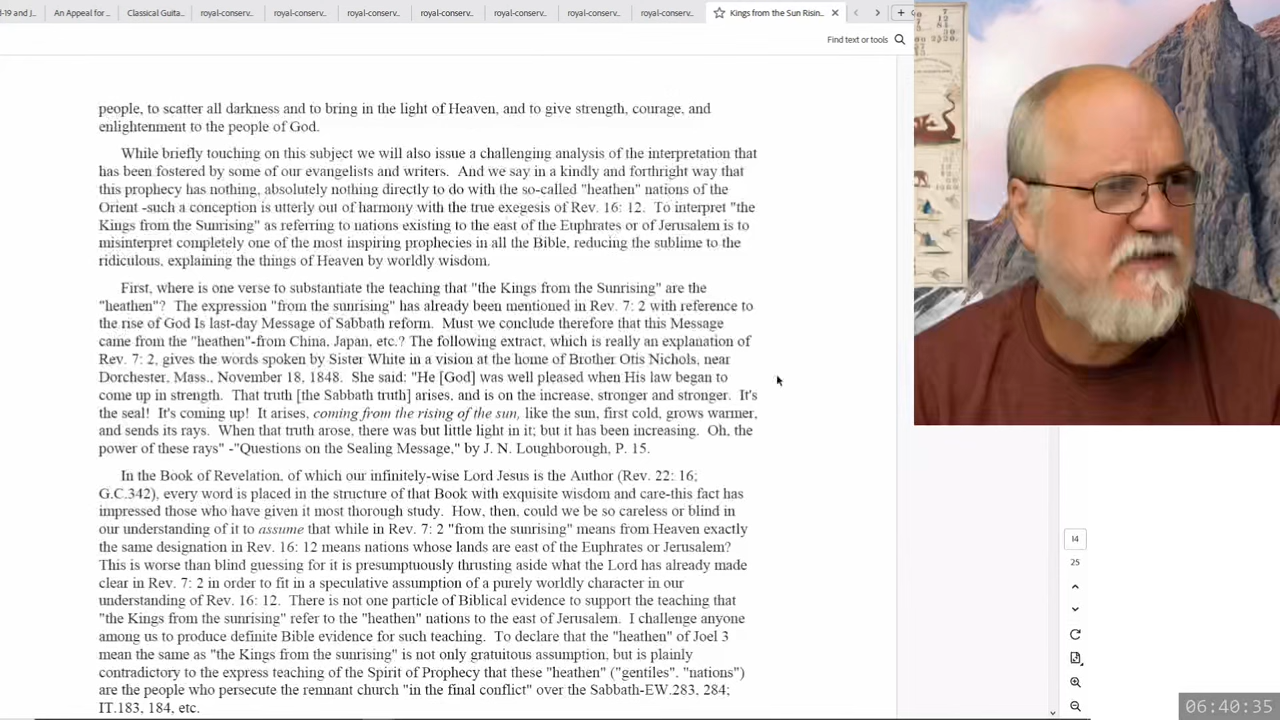 -19 and J...
An Appeal for ...
Classical Guita...
royal-conserv...
royal-conserv...
royal-conserv...
royal-conserv...
royal-conserv...
royal-conserv...
royal-conserv...
Kings from the Sun Risin...
Find text or tools
people, to scatter all darkness and to bring in the light of Heaven, and to give strength, courage, and
enlightenment to the people of God.
While briefly touching on this subject we will also issue a challenging analysis of the interpretation that
has been fostered by some of our evangelists and writers. And we say in a kindly and forthright way that
this prophecy has nothing, absolutely nothing directly to do with the so-called "heathen" nations of the
Orient -such a conception is utterly out of harmony with the true exegesis of Rev. 16: 12. To interpret "the
Kings from the Sunrising" as referring to nations existing to the east of the Euphrates or of Jerusalem is to
misinterpret completely one of the most inspiring prophecies in all the Bible, reducing the sublime to the
ridiculous, explaining the things of Heaven by worldly wisdom.
First, where is one verse to substantiate the teaching that "the Kings from the Sunrising" are the
"heathen"? The expression "from the sunrising" has already been mentioned in Rev. 7: 2 with reference to
the rise of God Is last-day Message of Sabbath reform. Must we conclude therefore that this Message
came from the "heathen"-from China, Japan, etc.? The following extract, which is really an explanation of
Rev. 7: 2, gives the words spoken by Sister White in a vision at the home of Brother Otis Nichols, near
Dorchester, Mass., November 18, 1848. She said: "He [God] was well pleased when His law began to
come up in strength. That truth [the Sabbath truth] arises, and is on the increase, stronger and stronger. It's
the seal! It's coming up! It arises, coming from the rising of the sun, like the sun, first cold, grows warmer,
and sends its rays. When that truth arose, there was but little light in it; but it has been increasing. Oh, the
power of these rays" -"Questions on the Sealing Message," by J. N. Loughborough, P. 15.
In the Book of Revelation, of which our infinitely-wise Lord Jesus is the Author (Rev. 22: 16;
G.C.342), every word is placed in the structure of that Book with exquisite wisdom and care-this fact has
impressed those who have given it most thorough study. How, then, could we be so careless or blind in
our understanding of it to assume that while in Rev. 7: 2 "from the sunrising" means from Heaven exactly
the same designation in Rev. 16: 12 means nations whose lands are east of the Euphrates or Jerusalem?
This is worse than blind guessing for it is presumptuously thrusting aside what the Lord has already made
clear in Rev. 7: 2 in order to fit in a speculative assumption of a purely worldly character in our
understanding of Rev. 16: 12. There is not one particle of Biblical evidence to support the teaching that
"the Kings from the sunrising" refer to the "heathen" nations to the east of Jerusalem. I challenge anyone
among us to produce definite Bible evidence for such teaching. To declare that the "heathen" of Joel 3
mean the same as "the Kings from the sunrising" is not only gratuitous assumption, but is plainly
contradictory to the express teaching of the Spirit of Prophecy that these "heathen" ("gentiles". "nations")
are the people who persecute the remnant church "in the final conflict" over the Sabbath-EW.283, 284;
IT.183, 184, etc.
14
25
06:40:35